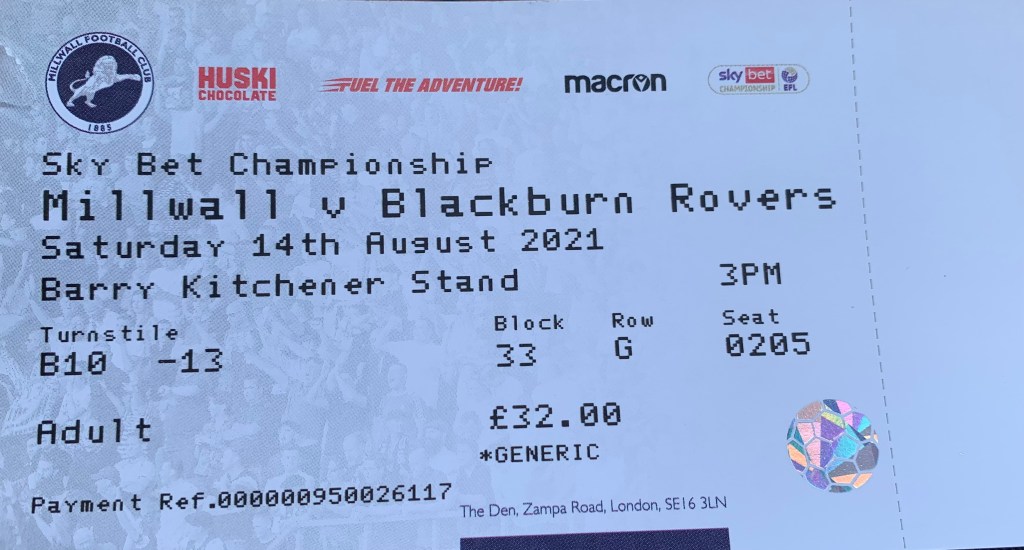 MILLWALL FOOTBALL CLUB
1885
HUSKI
CHOCOLATE
FUEL THE ADVENTURE!
macron
sky bet
CHAMPIONSHIP EFL
Sky Bet Championship
Millwall v Blackburn Rovers
Saturday 14th August 2021
Barry Kitchener Stand 3PM
Turnstile Block Row Seat
B10 -13 33 G 0205
Adult £32.00
*GENERIC
Payment Ref.000000950026117
The Den, Zampa Road, London, SE16 3LN